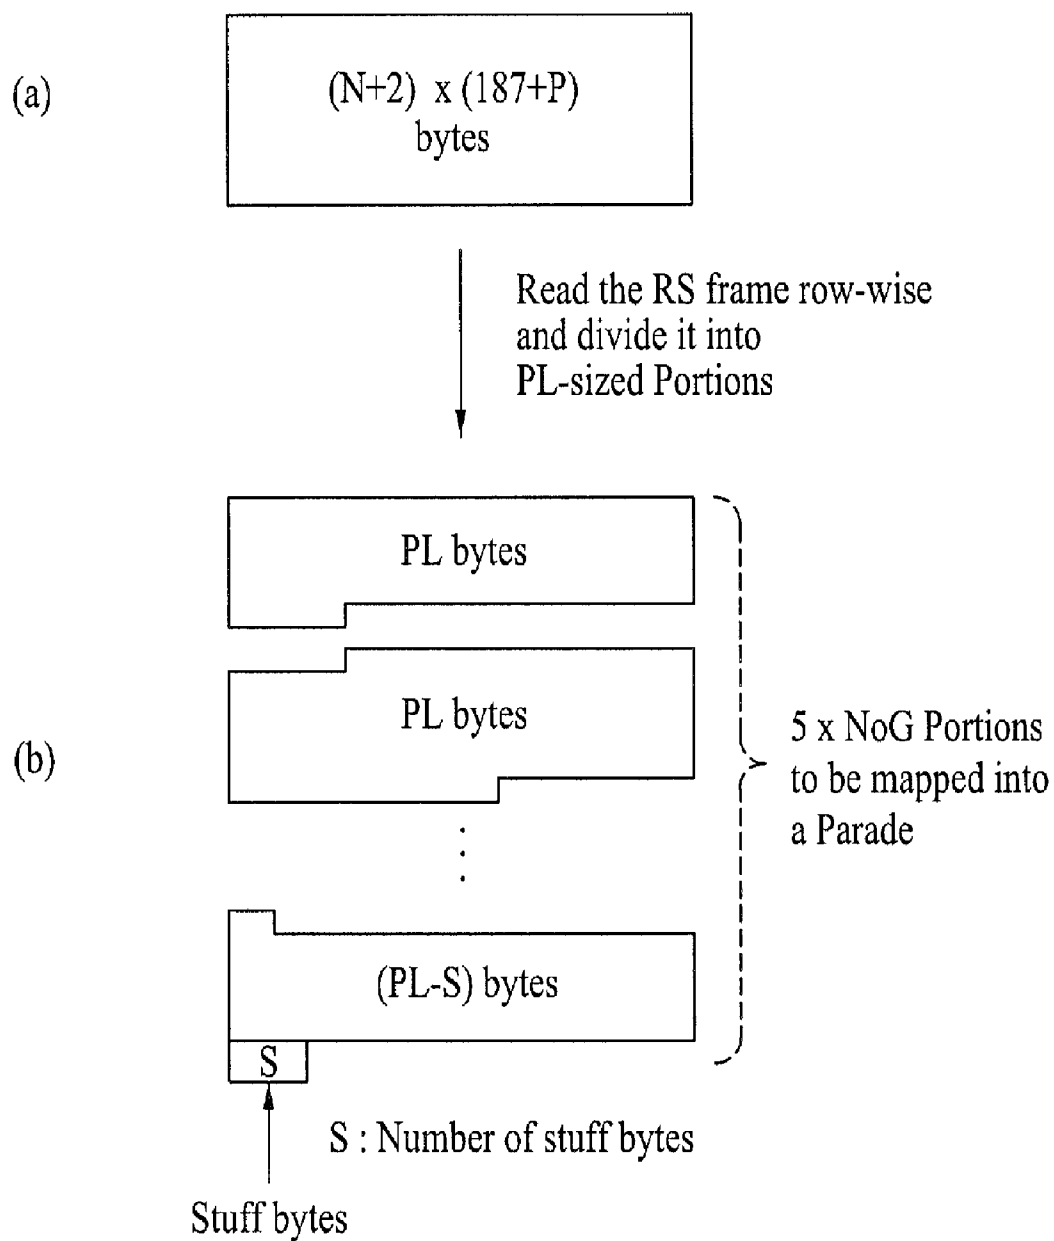 (a)
(N+2) x (187+P)
bytes
Read the RS frame row-wise
and divide it into
PL-sized Portions
PL bytes
PL bytes
(b)
5 x NoG Portions
to be mapped into
a Parade
(PL-S) bytes
S
S : Number of stuff bytes
Stuff bytes